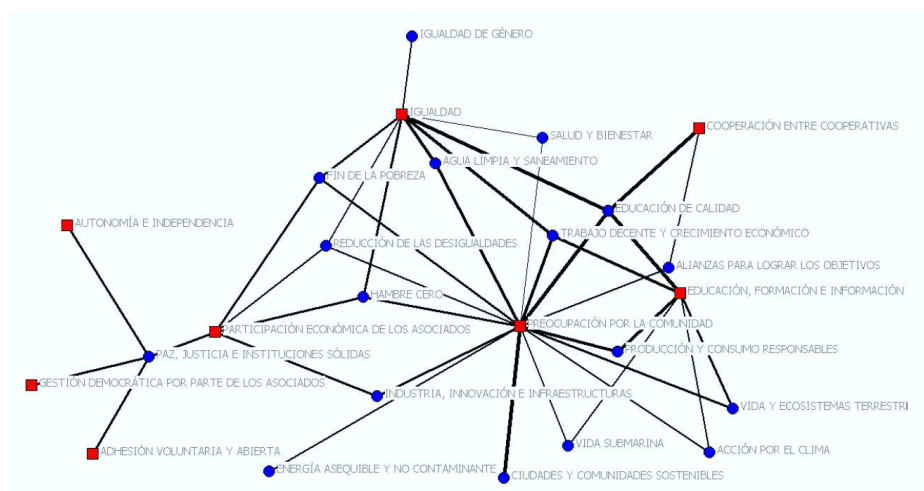 IGUALDAD DE GÉNERO
IGUALDAD
COOPERACIÓN ENTRE COOPERATIVAS
SALUD Y BIENESTAR
AGUA LIMPIA Y SANEAMIENTO
FIN DE LA POBREZA
EDUCACIÓN DE CALIDAD
AUTONOMÍA E INDEPENDENCIA
TRABAJO DECENTE Y CRECIMIENTO ECONÓMICO
REDUCCIÓN DE LAS DESIGUALDADES
ALIANZAS PARA LOGRAR LOS OBJETIVOS
EDUCACIÓN, FORMACIÓN E INFORMACIÓN
HAMBRE CERO
PREOCUPACIÓN POR LA COMUNIDAD
PARTICIPACIÓN ECONÓMICA DE LOS ASOCIADOS
PRODUCCIÓN Y CONSUMO RESPONSABLES
PAZ, JUSTICIA E INSTITUCIONES SÓLIDAS
GESTIÓN DEMOCRÁTICA POR PARTE DE LOS ASOCIADOS
INDUSTRIA, INNOVACIÓN E INFRAESTRUCTURAS
VIDA Y ECOSISTEMAS TERRESTRI
VIDA SUBMARINA
ACCIÓN POR EL CLIMA
ADHESIÓN VOLUNTARIA Y ABIERTA
ENERGÍA ASEQUIBLE Y NO CONTAMINANTE
CIUDADES Y COMUNIDADES SOSTENIBLES